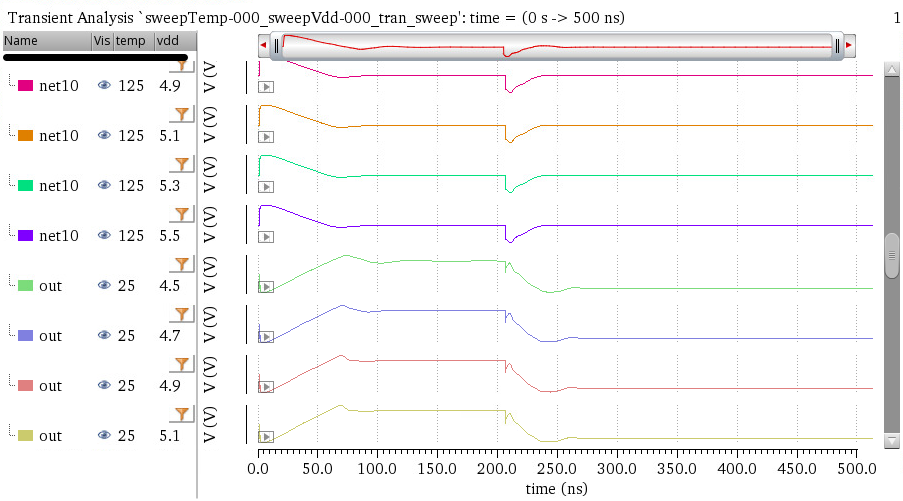 Transient Analysis `sweepTemp-000_sweepVdd-000_tran_sweep': time = (0 s -> 500 ns) 1
Name Vis temp vdd
net10 125 4.9 V (V)
net10 125 5.1 V (V)
net10 125 5.3 V (V)
net10 125 5.5 V (V)
out 25 4.5 V (V)
out 25 4.7 V (V)
out 25 4.9 V (V)
out 25 5.1 V (V)
0.0 50.0 100.0 150.0 200.0 250.0 300.0 350.0 400.0 450.0 500.0
time (ns)